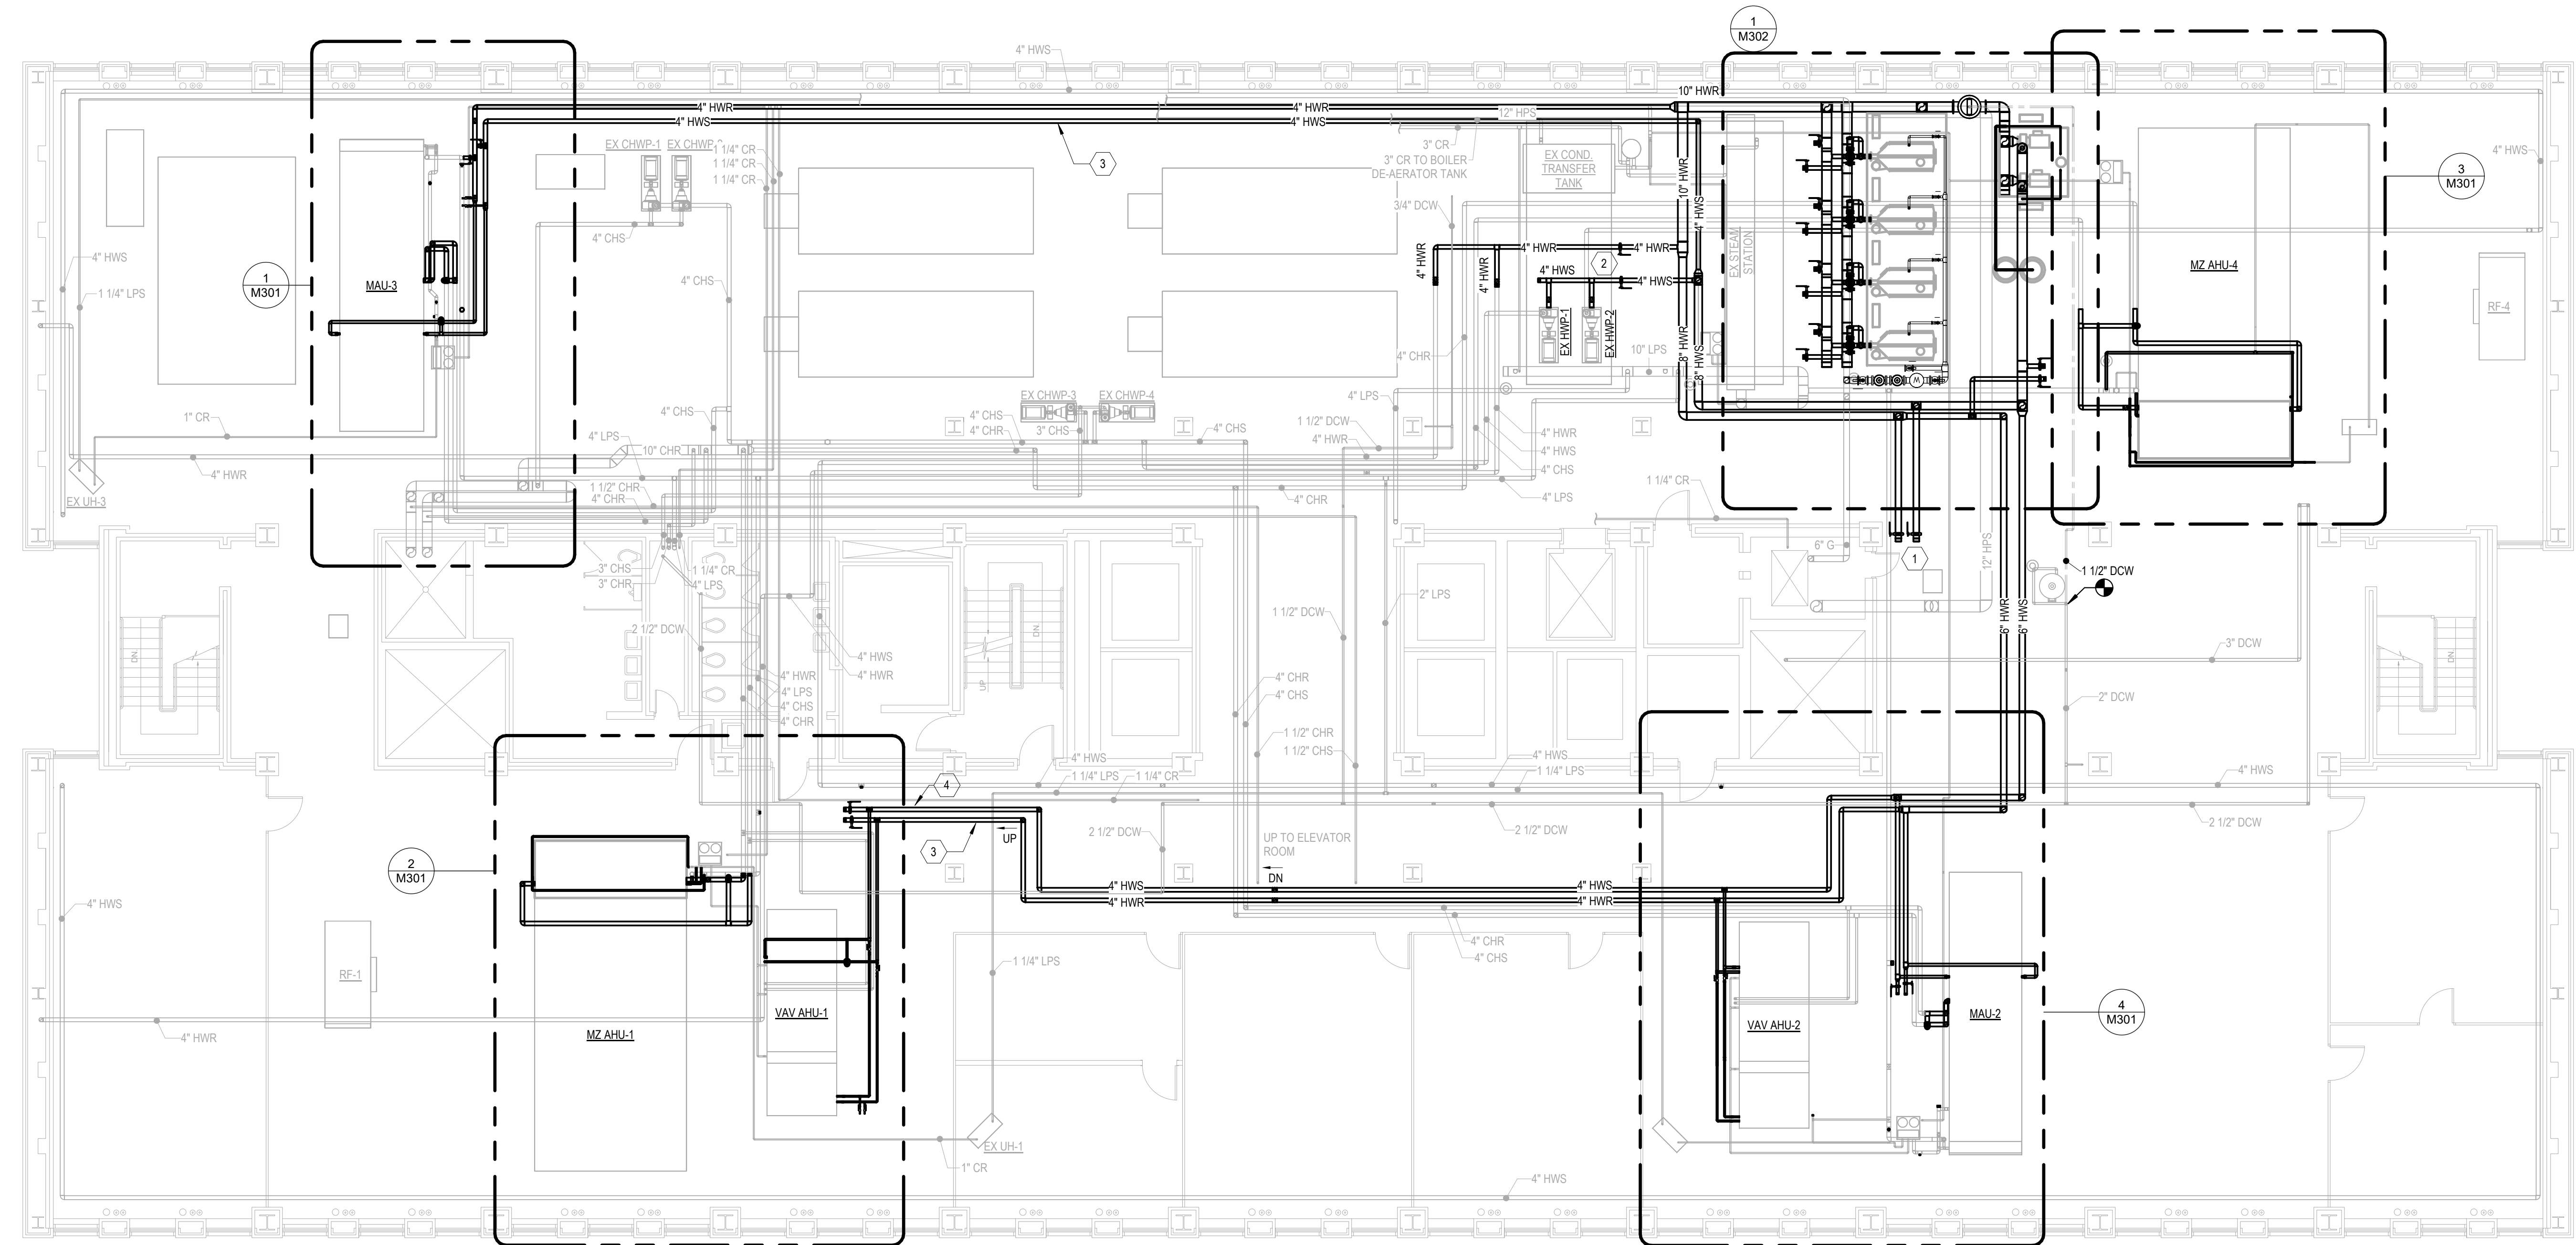 1
M302
4" HWS
10" HWR
4" HWR
4" HWR
4" HWS
4" HWS
12" HPS
3
EX CHWP-1
1 1/4" CR
1 1/4" CR
1 1/4" CR
3" CR
3" CR TO BOILER
DE-AERATOR TANK
3/4" DCW
EX COND.
TRANSFER
TANK
10" HWR
4" HWS
EX STEAM
STATION
4" HWS
3
M301
MZ AHU-4
RF-4
4" CHS
4" HWS
1 1/4" LPS
1
M301
MAU-3
4" CHS
4" HWR
4" HWR
4" HWR
4" HWR
2
4" HWS
4" HWS
EX HWP-1
EX HWP-2
8" HWR
8" HWS
4" CHR
10" LPS
EX CHWP-3
EX CHWP-4
3" CHS
4" CHS
1" CR
4" LPS
10" CHR
4" CHS
4" CHR
4" CHS
4" LPS
1 1/2" DCW
4" HWR
4" HWR
4" HWS
4" CHS
4" HWR
EX UH-3
1 1/2" CHR
4" CHR
4" CHR
4" LPS
1 1/4" CR
6" G
12" HPS
1
3" CHS
3" CHR
1 1/4" CR
4" LPS
2 1/2" DCW
DN.
UP
DN.
4" HWS
4" HWR
1 1/2" DCW
2" LPS
1 1/2" DCW
6" HWR
6" HWS
3" DCW
2" DCW
DN.
4" HWR
4" LPS
4" CHS
4" CHR
4" CHR
4" CHS
1 1/2" CHR
1 1/2" CHS
4" HWS
1 1/4" LPS
1 1/4" CR
4" HWS
1 1/4" LPS
4" HWS
4
3
UP
2 1/2" DCW
UP TO ELEVATOR
ROOM
DN
2 1/2" DCW
2 1/2" DCW
2
M301
4" HWS
4" HWR
4" HWS
4" HWR
4" HWS
RF-1
4" CHR
4" CHS
1 1/4" LPS
VAV AHU-1
MZ AHU-1
4" HWR
VAV AHU-2
MAU-2
4
M301
EX UH-1
1" CR
4" HWS